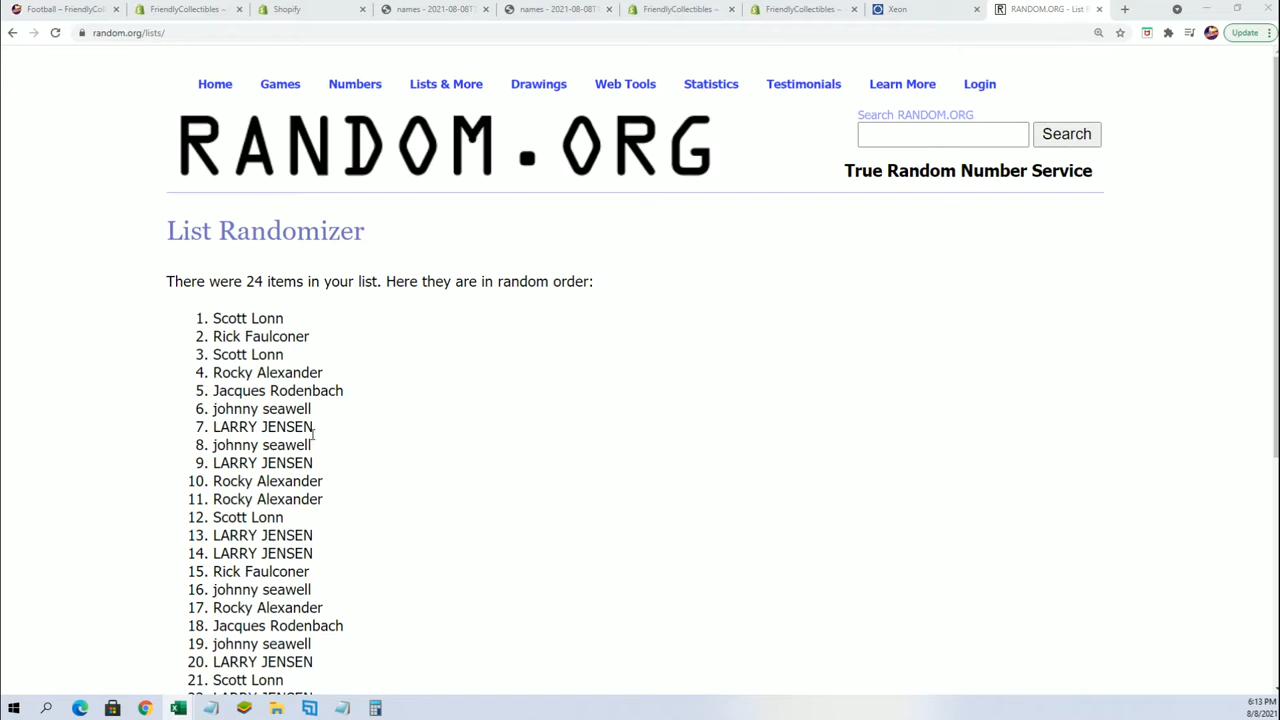 Football – FriendlyColl
FriendlyCollectibles ~
Shopify
names - 2021-08-08T1
names - 2021-08-08T1
FriendlyCollectibles ~
FriendlyCollectibles ~
Xeon
RANDOM.ORG - List R
random.org/lists/
Update
Home Games Numbers Lists & More Drawings Web Tools Statistics Testimonials Learn More Login
RANDOM.ORG
Search RANDOM.ORG
Search
True Random Number Service
List Randomizer
There were 24 items in your list. Here they are in random order:
1. Scott Lonn
2. Rick Faulconer
3. Scott Lonn
4. Rocky Alexander
5. Jacques Rodenbach
6. johnny seawell
7. LARRY JENSEN
8. johnny seawell
9. LARRY JENSEN
10. Rocky Alexander
11. Rocky Alexander
12. Scott Lonn
13. LARRY JENSEN
14. LARRY JENSEN
15. Rick Faulconer
16. johnny seawell
17. Rocky Alexander
18. Jacques Rodenbach
19. johnny seawell
20. LARRY JENSEN
21. Scott Lonn
6:13 PM
8/8/2021